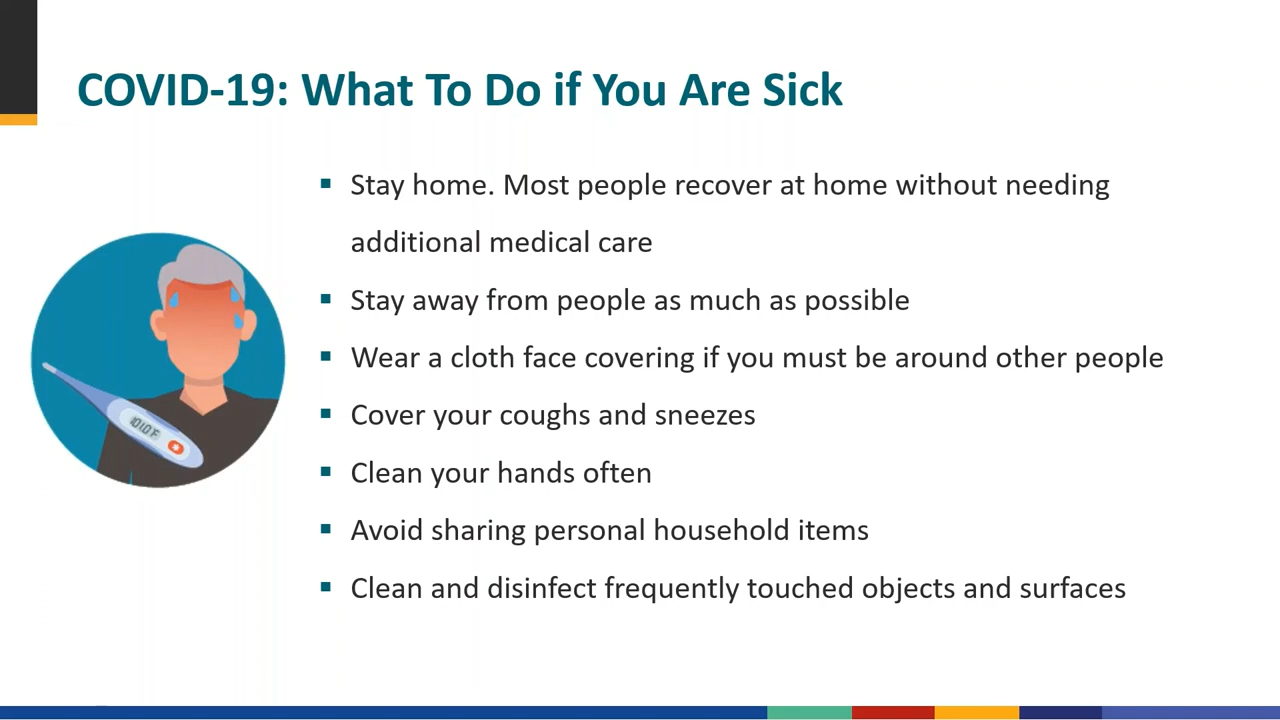 COVID-19: What To Do if You Are Sick
▪ Stay home. Most people recover at home without needing
additional medical care
▪ Stay away from people as much as possible
▪ Wear a cloth face covering if you must be around other people
▪ Cover your coughs and sneezes
▪ Clean your hands often
▪ Avoid sharing personal household items
▪ Clean and disinfect frequently touched objects and surfaces
101.0°F